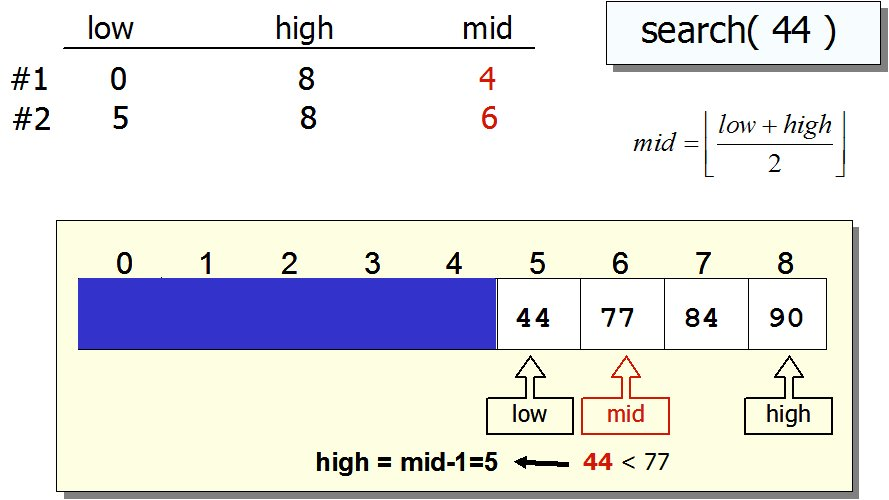 low high mid
search( 44 )
#1 0 8 4
#2 5 8 6
mid = ⌊(low + high)/2⌋
0 1 2 3 4 5 6 7 8
44 77 84 90
low mid high
high = mid-1=5 ← 44 < 77